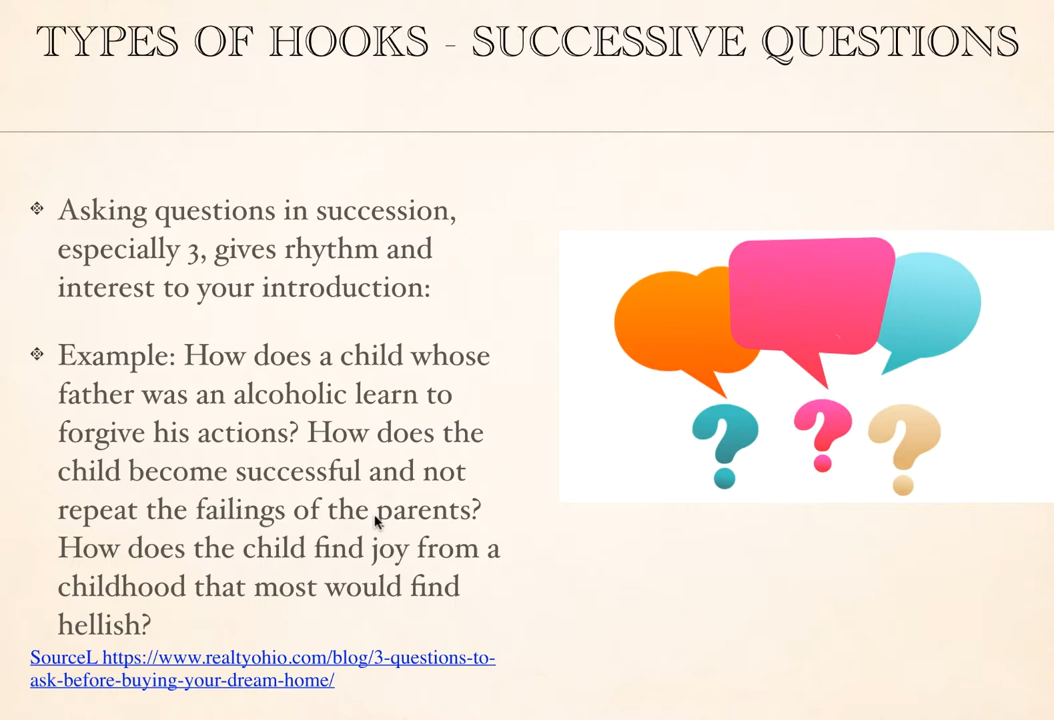 TYPES OF HOOKS - SUCCESSIVE QUESTIONS
Asking questions in succession,
especially 3, gives rhythm and
interest to your introduction:
Example: How does a child whose
father was an alcoholic learn to
forgive his actions? How does the
child become successful and not
repeat the failings of the parents?
How does the child find joy from a
childhood that most would find
hellish?
SourceL https://www.realtyohio.com/blog/3-questions-to-
ask-before-buying-your-dream-home/
? ? ?